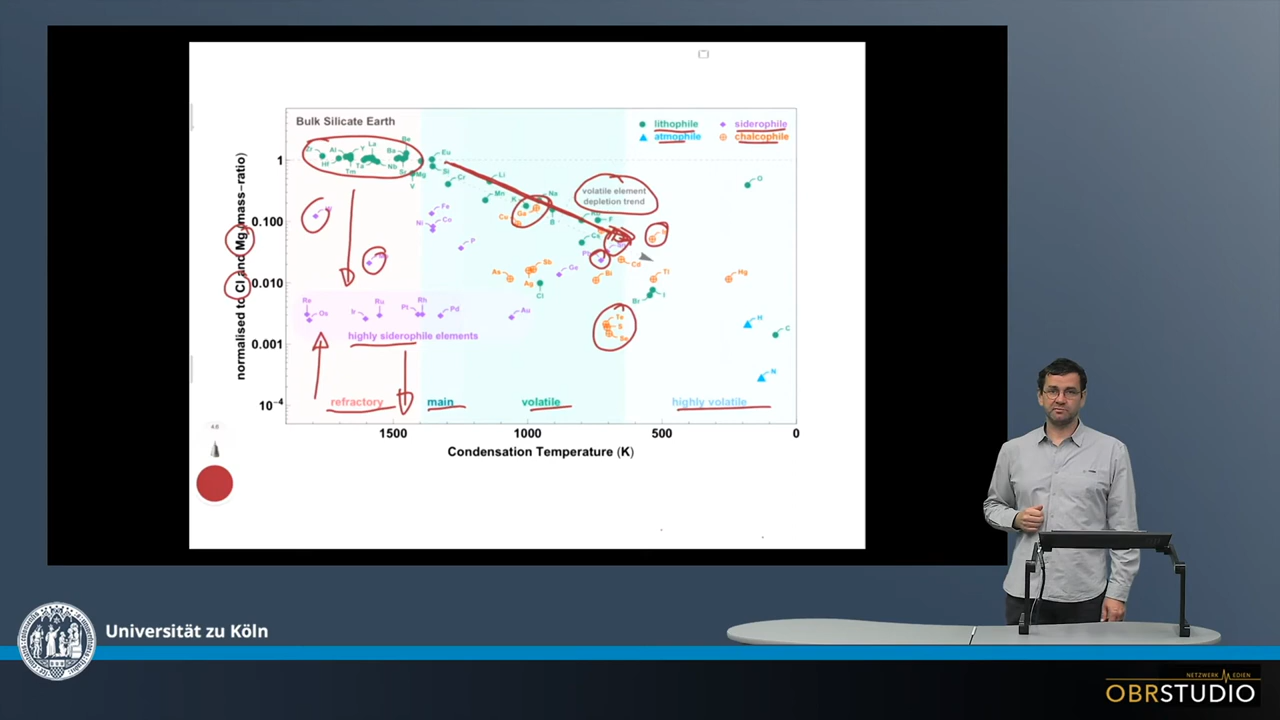 Bulk Silicate Earth
lithophile
siderophile
atmophile
chalcophile
normalised to CI and Mg (mass-ratio)
1
0.100
0.010
0.001
10⁻⁴
Zr
Al
Y
La
Ba
Be
Hf
Tm
Ta
Nb
Sr
V
Mg
Eu
Si
Cr
Li
Mn
K
Na
Ga
Cu
B
volatile element
depletion trend
F
Cs
O
Fe
Ni
Co
P
As
Sb
Ag
Cl
Ge
Bi
Cd
Tl
Br
I
Hg
Re
Os
Ir
Ru
Pt
Rh
Pd
Au
Te
S
Se
H
C
N
highly siderophile elements
refractory
main
volatile
highly volatile
1500
1000
500
0
Condensation Temperature (K)
4.8
Universität zu Köln
NETZWERK MEDIEN
OBRSTUDIO